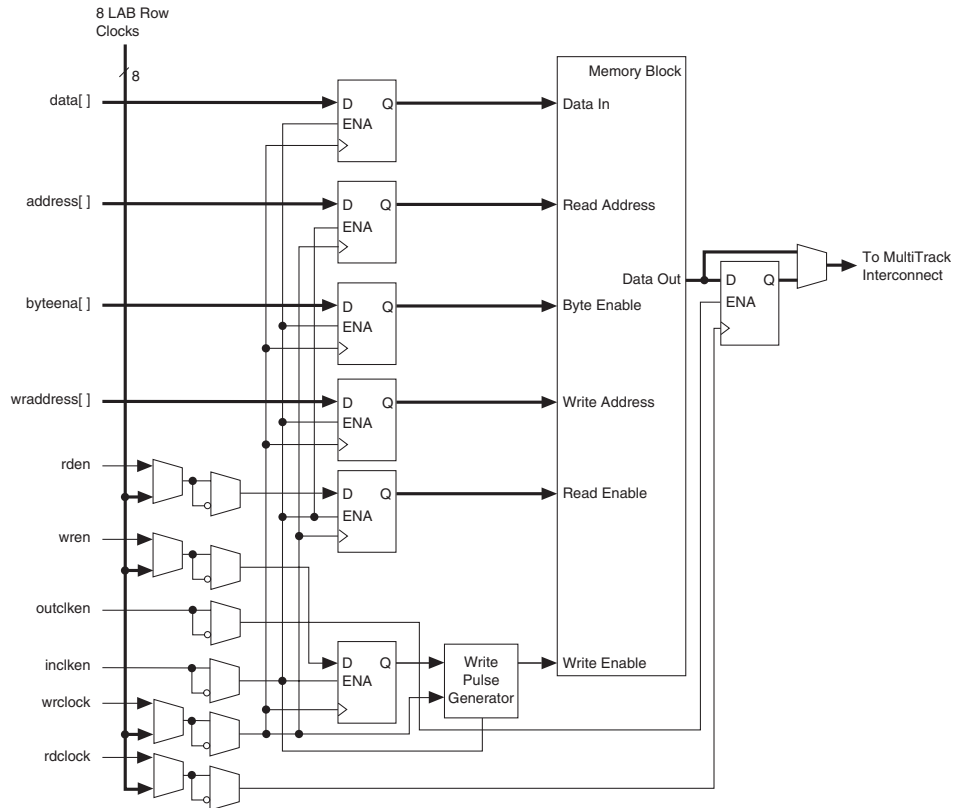 8 LAB Row
Clocks
8
Memory Block
data[ ]
D Q
ENA
Data In
address[ ]
D Q
ENA
Read Address
To MultiTrack
Interconnect
Data Out
D Q
ENA
byteena[ ]
D Q
ENA
Byte Enable
wraddress[ ]
D Q
ENA
Write Address
rden
D Q
ENA
Read Enable
wren
outclken
inclken
D Q
ENA
Write
Pulse
Generator
Write Enable
wrclock
rdclock